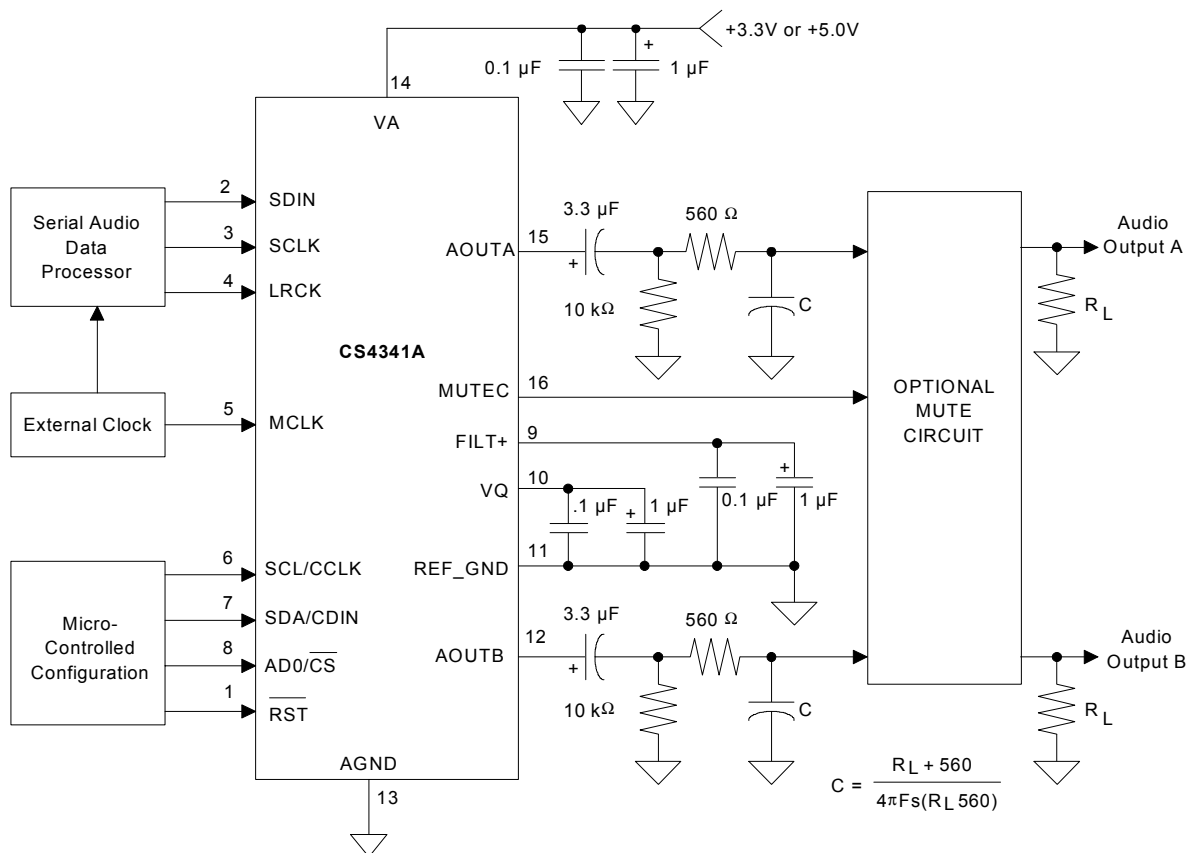 +3.3V or +5.0V
0.1 µF
+
1 µF
14
VA
Serial Audio
Data
Processor
2
SDIN
3
SCLK
4
LRCK
External Clock
5
MCLK
CS4341A
Micro-
Controlled
Configuration
6
SCL/CCLK
7
SDA/CDIN
8
AD0/C̅S̅
1
R̅S̅T̅
AGND
13
AOUTA
15
3.3 µF
+
560 Ω
10 kΩ
C
MUTEC
16
FILT+
9
VQ
10
.1 µF
+
1 µF
0.1 µF
+
1 µF
REF_GND
11
AOUTB
12
3.3 µF
+
560 Ω
10 kΩ
C
OPTIONAL
MUTE
CIRCUIT
Audio
Output A
R_L
Audio
Output B
R_L
C = (R_L + 560) / (4πFs(R_L 560))